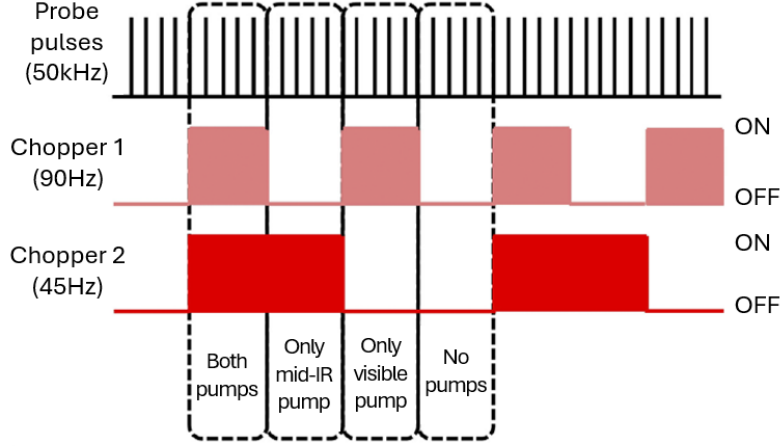 Probe
pulses
(50kHz)
Chopper 1
(90Hz)
ON
OFF
Chopper 2
(45Hz)
ON
OFF
Both
pumps
Only
mid-IR
pump
Only
visible
pump
No
pumps